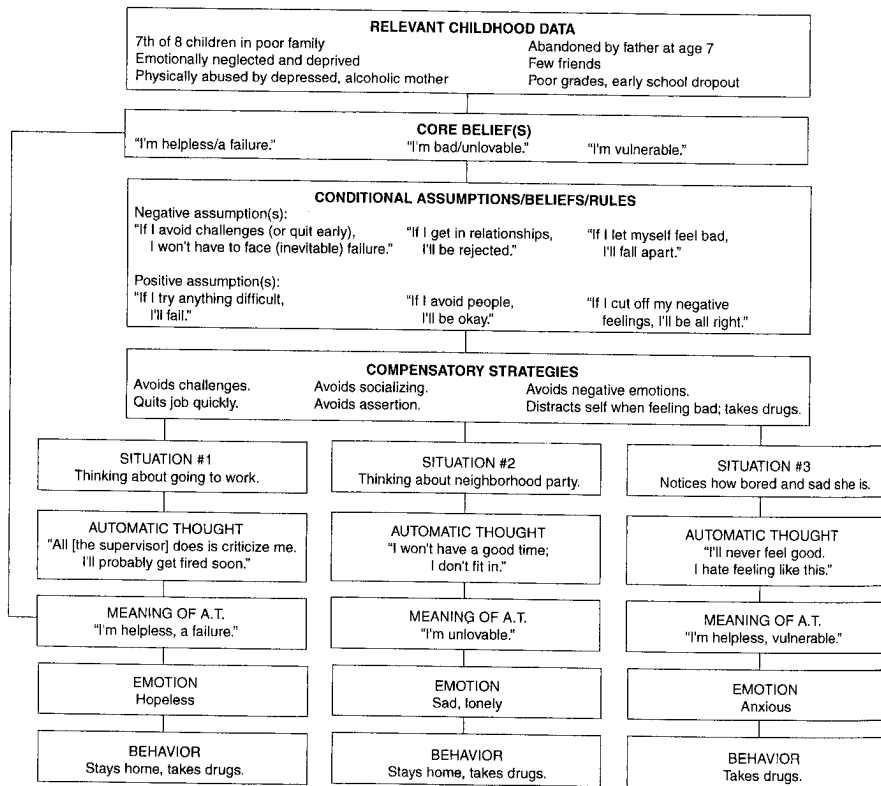 RELEVANT CHILDHOOD DATA
7th of 8 children in poor family
Emotionally neglected and deprived
Physically abused by depressed, alcoholic mother
Abandoned by father at age 7
Few friends
Poor grades, early school dropout
CORE BELIEF(S)
"I'm helpless/a failure."
"I'm bad/unlovable."
"I'm vulnerable."
CONDITIONAL ASSUMPTIONS/BELIEFS/RULES
Negative assumption(s):
"If I avoid challenges (or quit early),
I won't have to face (inevitable) failure."
"If I get in relationships,
I'll be rejected."
"If I let myself feel bad,
I'll fall apart."
Positive assumption(s):
"If I try anything difficult,
I'll fail."
"If I avoid people,
I'll be okay."
"If I cut off my negative
feelings, I'll be all right."
COMPENSATORY STRATEGIES
Avoids challenges.
Quits job quickly.
Avoids socializing.
Avoids assertion.
Avoids negative emotions.
Distracts self when feeling bad; takes drugs.
SITUATION #1
Thinking about going to work.
AUTOMATIC THOUGHT
"All [the supervisor] does is criticize me.
I'll probably get fired soon."
MEANING OF A.T.
"I'm helpless, a failure."
EMOTION
Hopeless
BEHAVIOR
Stays home, takes drugs.
SITUATION #2
Thinking about neighborhood party.
AUTOMATIC THOUGHT
"I won't have a good time;
I don't fit in."
MEANING OF A.T.
"I'm unlovable."
EMOTION
Sad, lonely
BEHAVIOR
Stays home, takes drugs.
SITUATION #3
Notices how bored and sad she is.
AUTOMATIC THOUGHT
"I'll never feel good.
I hate feeling like this."
MEANING OF A.T.
"I'm helpless, vulnerable."
EMOTION
Anxious
BEHAVIOR
Takes drugs.